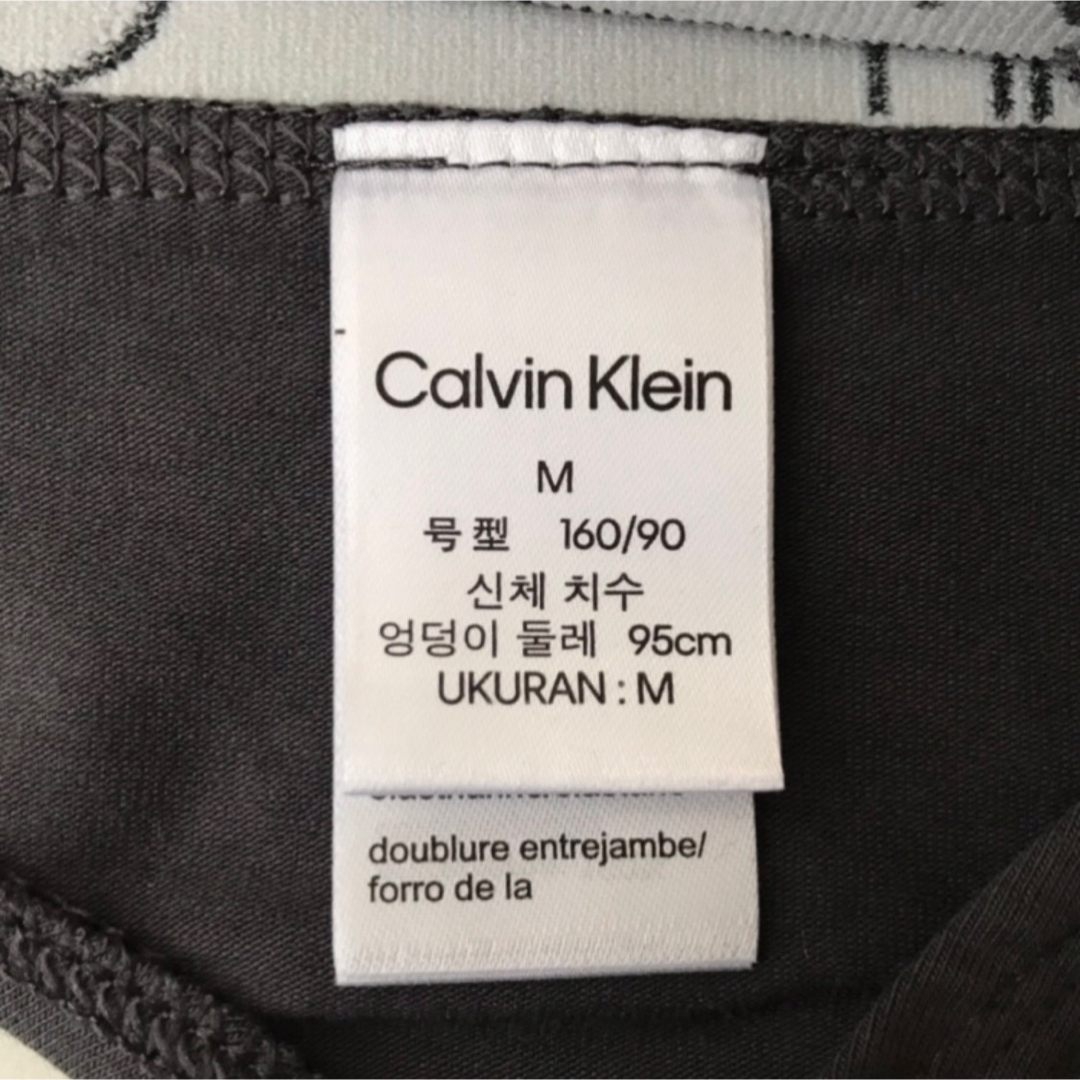 Calvin Klein
M
号型 160/90
신체 치수
엉덩이 둘레 95cm
UKURAN : M
doublure entrejambe/
forro de la